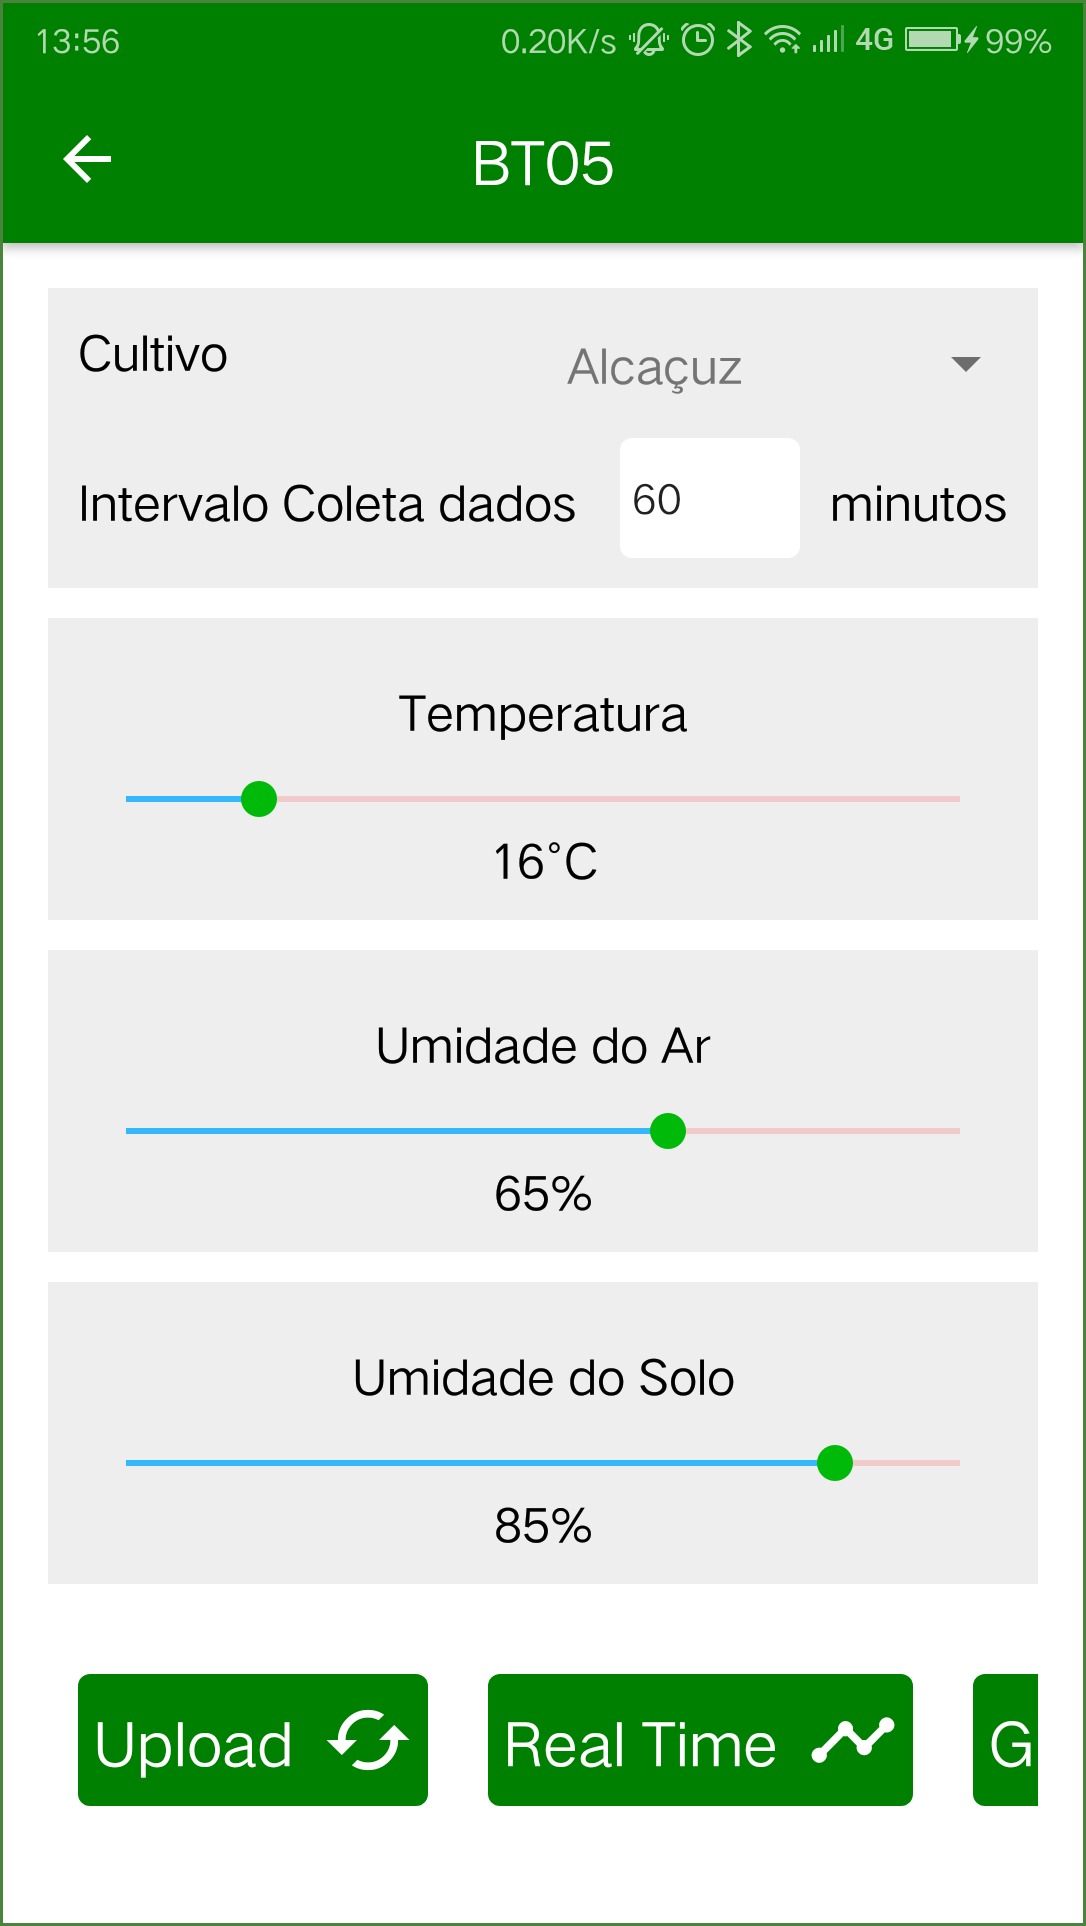 13:56 0.20K/s 4G 99%
BT05
Cultivo Alcaçuz
Intervalo Coleta dados 60 minutos
Temperatura
16°C
Umidade do Ar
65%
Umidade do Solo
85%
Upload Real Time G